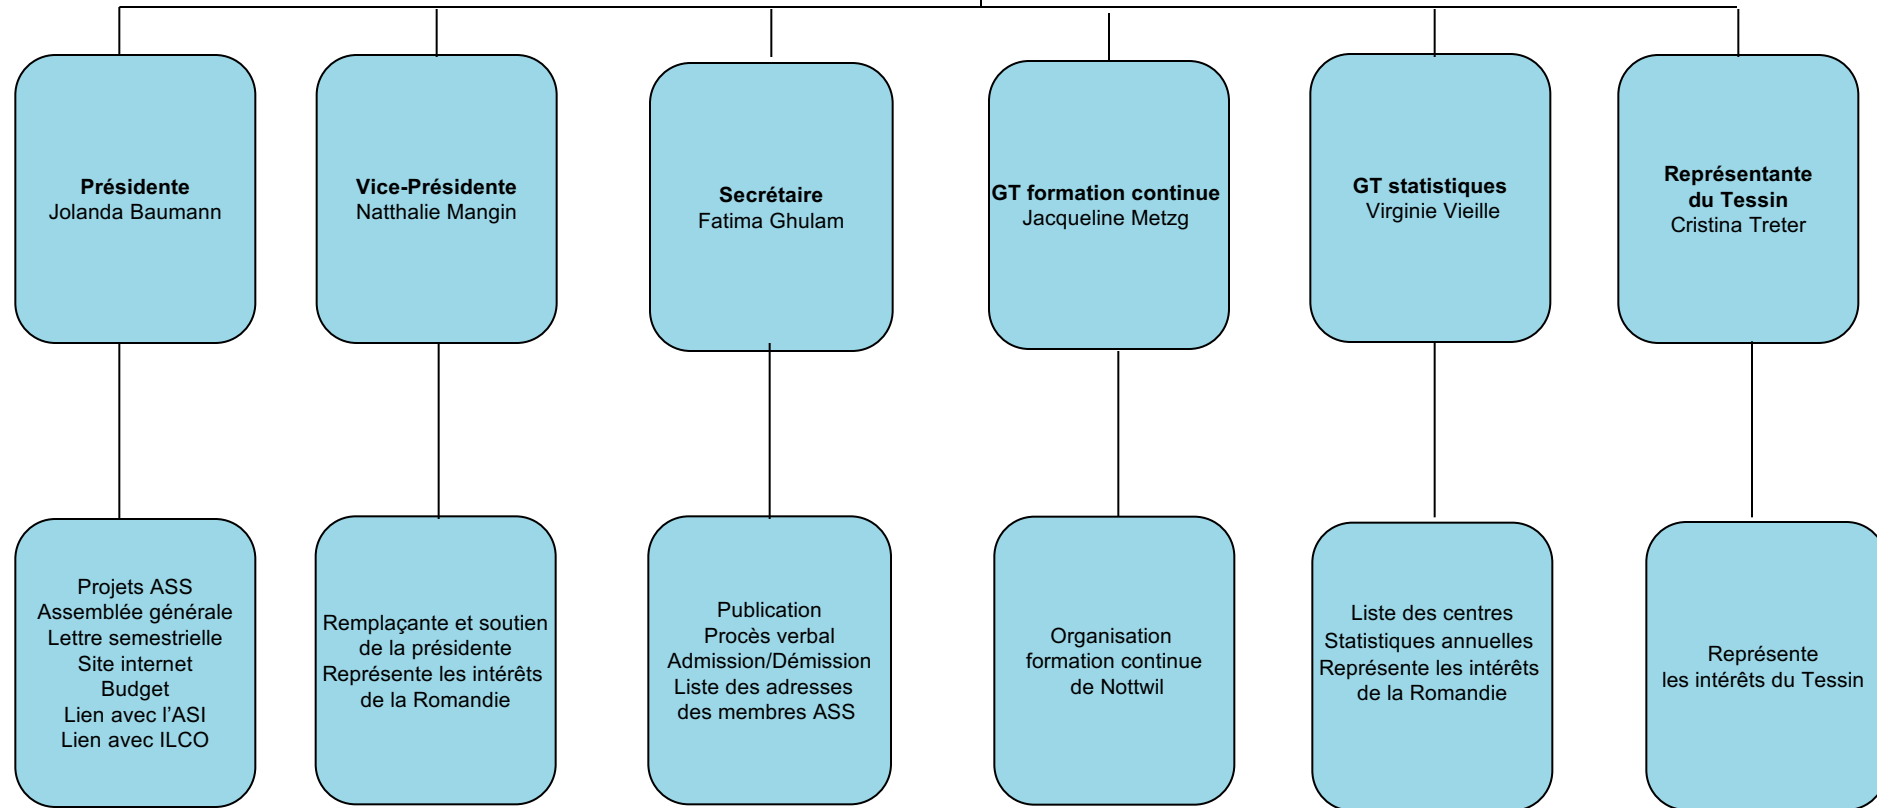 Présidente
Jolanda Baumann
Vice-Présidente
Natthalie Mangin
Secrétaire
Fatima Ghulam
GT formation continue
Jacqueline Metzg
GT statistiques
Virginie Vieille
Représentante
du Tessin
Cristina Treter
Projets ASS
Assemblée générale
Lettre semestrielle
Site internet
Budget
Lien avec l’ASI
Lien avec ILCO
Remplaçante et soutien
de la présidente
Représente les intérêts
de la Romandie
Publication
Procès verbal
Admission/Démission
Liste des adresses
des membres ASS
Organisation
formation continue
de Nottwil
Liste des centres
Statistiques annuelles
Représente les intérêts
de la Romandie
Représente
les intérêts du Tessin